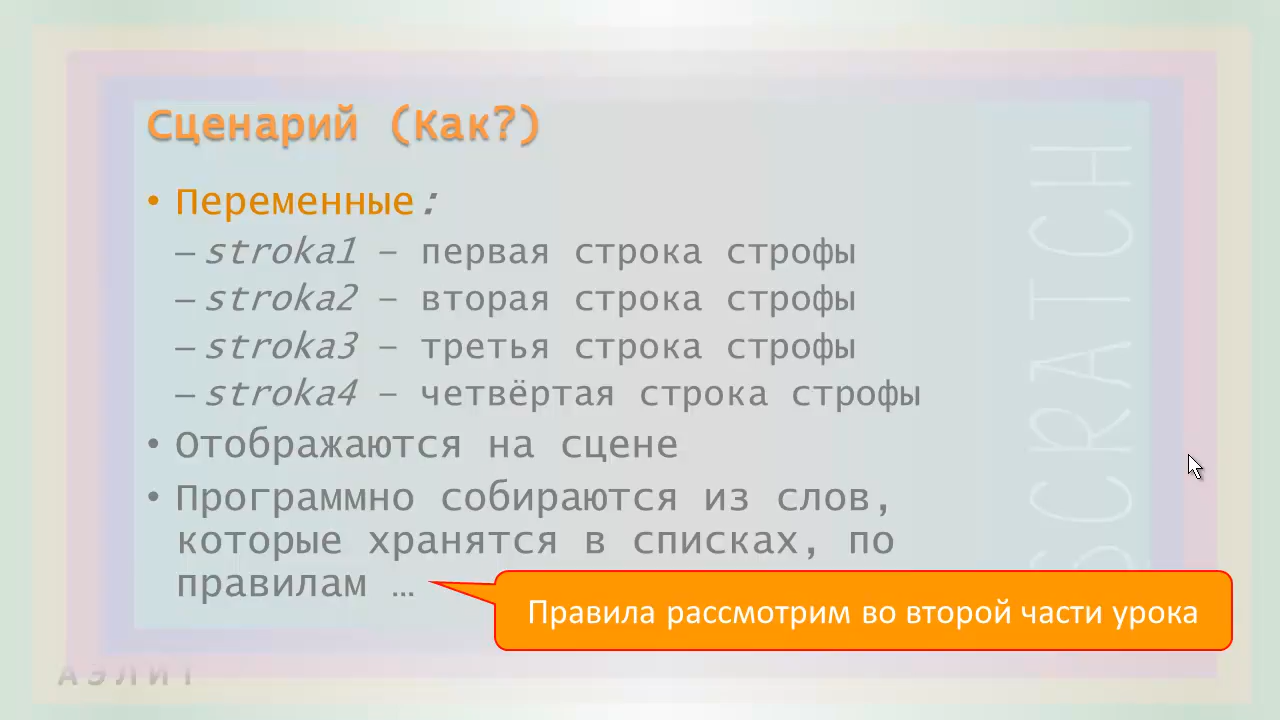 Сценарий (Как?)
• Переменные:
– stroka1 – первая строка строфы
– stroka2 – вторая строка строфы
– stroka3 – третья строка строфы
– stroka4 – четвёртая строка строфы
• Отображаются на сцене
• Программно собираются из слов,
которые хранятся в списках, по
правилам …
Правила рассмотрим во второй части урока
SCRATCH
АЭЛИТ